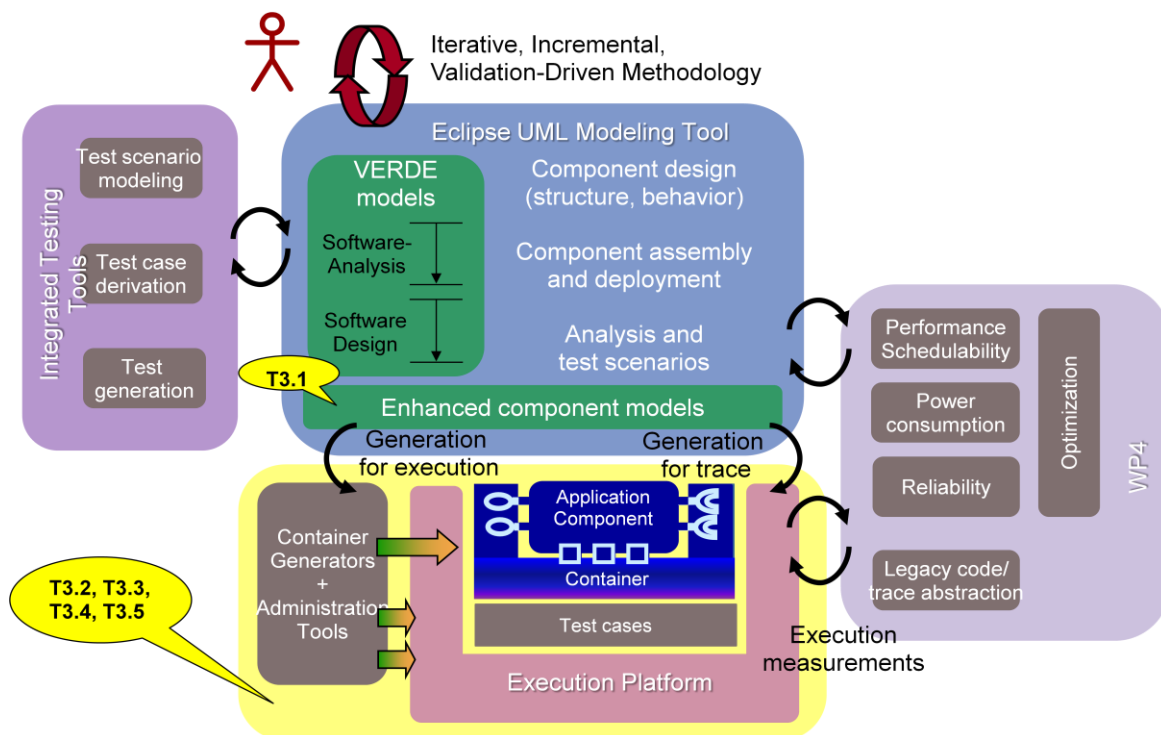 Iterative, Incremental,
Validation-Driven Methodology
Integrated Testing
Tools
Test scenario
modeling
Test case
derivation
Test
generation
Eclipse UML Modeling Tool
VERDE
models
Software-
Analysis
Software
Design
Component design
(structure, behavior)
Component assembly
and deployment
Analysis and
test scenarios
T3.1
Enhanced component models
Generation
for execution
Generation
for trace
Performance
Schedulability
Power
consumption
Reliability
Legacy code/
trace abstraction
Optimization
WP4
Container
Generators
+
Administration
Tools
Application
Component
Container
Test cases
Execution Platform
Execution
measurements
T3.2, T3.3,
T3.4, T3.5